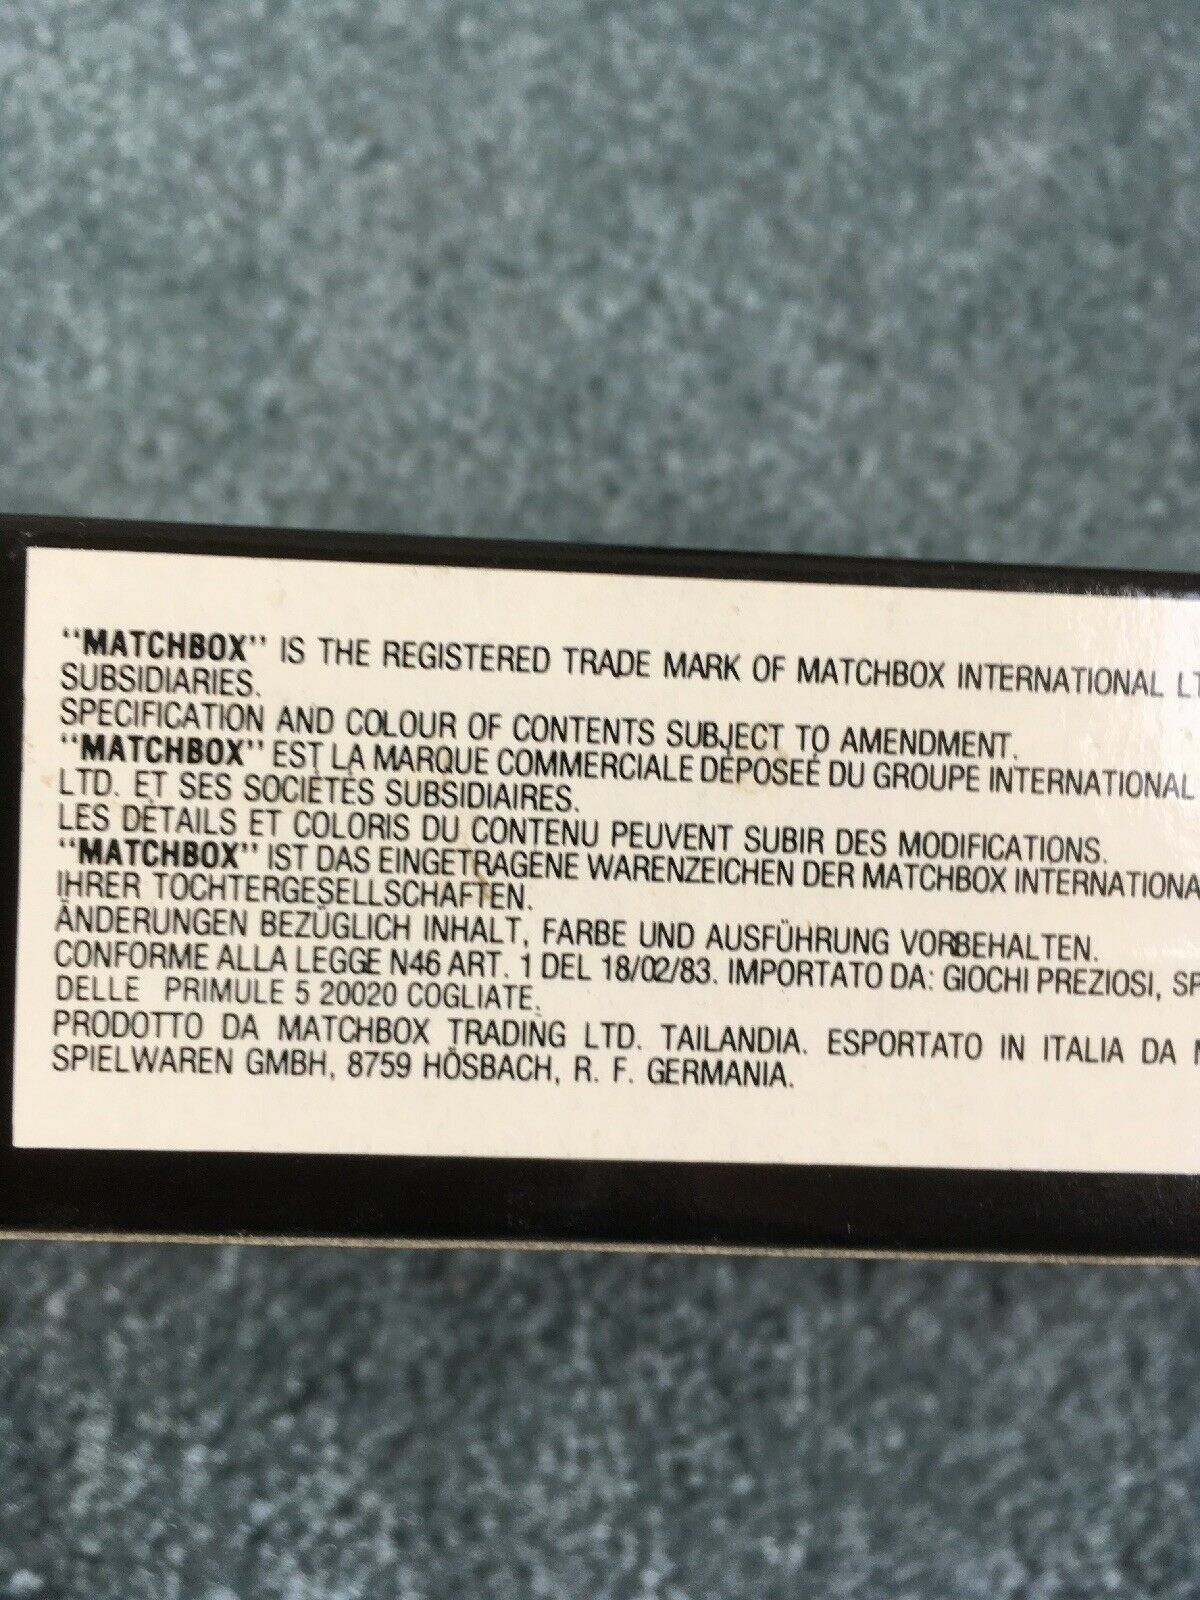 "MATCHBOX" IS THE REGISTERED TRADE MARK OF MATCHBOX INTERNATIONAL
SUBSIDIARIES.
SPECIFICATION AND COLOUR OF CONTENTS SUBJECT TO AMENDMENT.
"MATCHBOX" EST LA MARQUE COMMERCIALE DÉPOSEÉ DU GROUPE INTERNATIONAL
LTD. ET SES SOCIÉTÉS SUBSIDIAIRES.
LES DÉTAILS ET COLORIS DU CONTENU PEUVENT SUBIR DES MODIFICATIONS.
"MATCHBOX" IST DAS EINGETRAGENE WARENZEICHEN DER MATCHBOX INTERNATIONA
IHRER TOCHTERGESELLSCHAFTEN.
ÄNDERUNGEN BEZÜGLICH INHALT, FARBE UND AUSFÜHRUNG VORBEHALTEN.
CONFORME ALLA LEGGE N46 ART. 1 DEL 18/02/83. IMPORTATO DA: GIOCHI PREZIOSI, SP
DELLE PRIMULE 5 20020 COGLIATE.
PRODOTTO DA MATCHBOX TRADING LTD. TAILANDIA. ESPORTATO IN ITALIA DA
SPIELWAREN GMBH, 8759 HÖSBACH, R. F. GERMANIA.